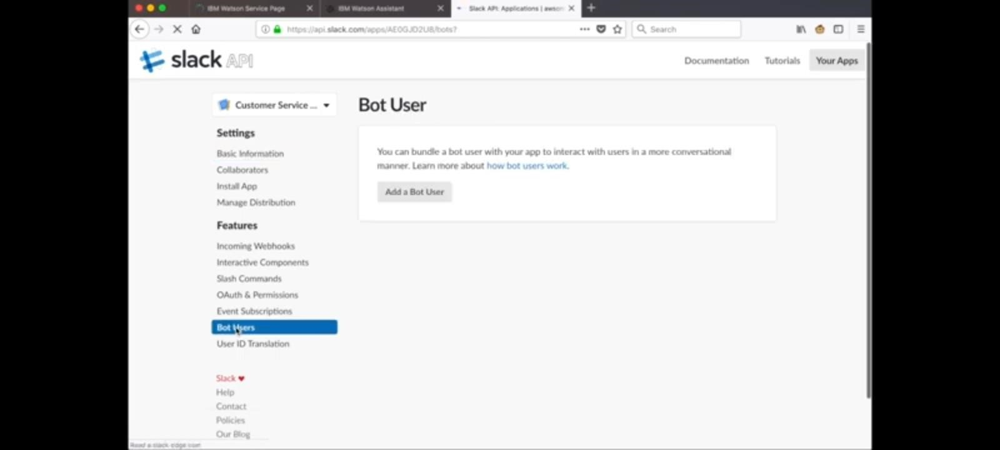 IBM Watson Service Page
IBM Watson Assistant
Slack API: Applications | awson
https://api.slack.com/apps/AE0GJD2U8/bots?
Search
slack API
Documentation
Tutorials
Your Apps
Customer Service ...
Bot User
Settings
Basic Information
Collaborators
Install App
Manage Distribution
You can bundle a bot user with your app to interact with users in a more conversational
manner. Learn more about how bot users work.
Add a Bot User
Features
Incoming Webhooks
Interactive Components
Slash Commands
OAuth & Permissions
Event Subscriptions
Bot Users
User ID Translation
Slack ♥
Help
Contact
Policies
Our Blog
Read a.slack-edge.com